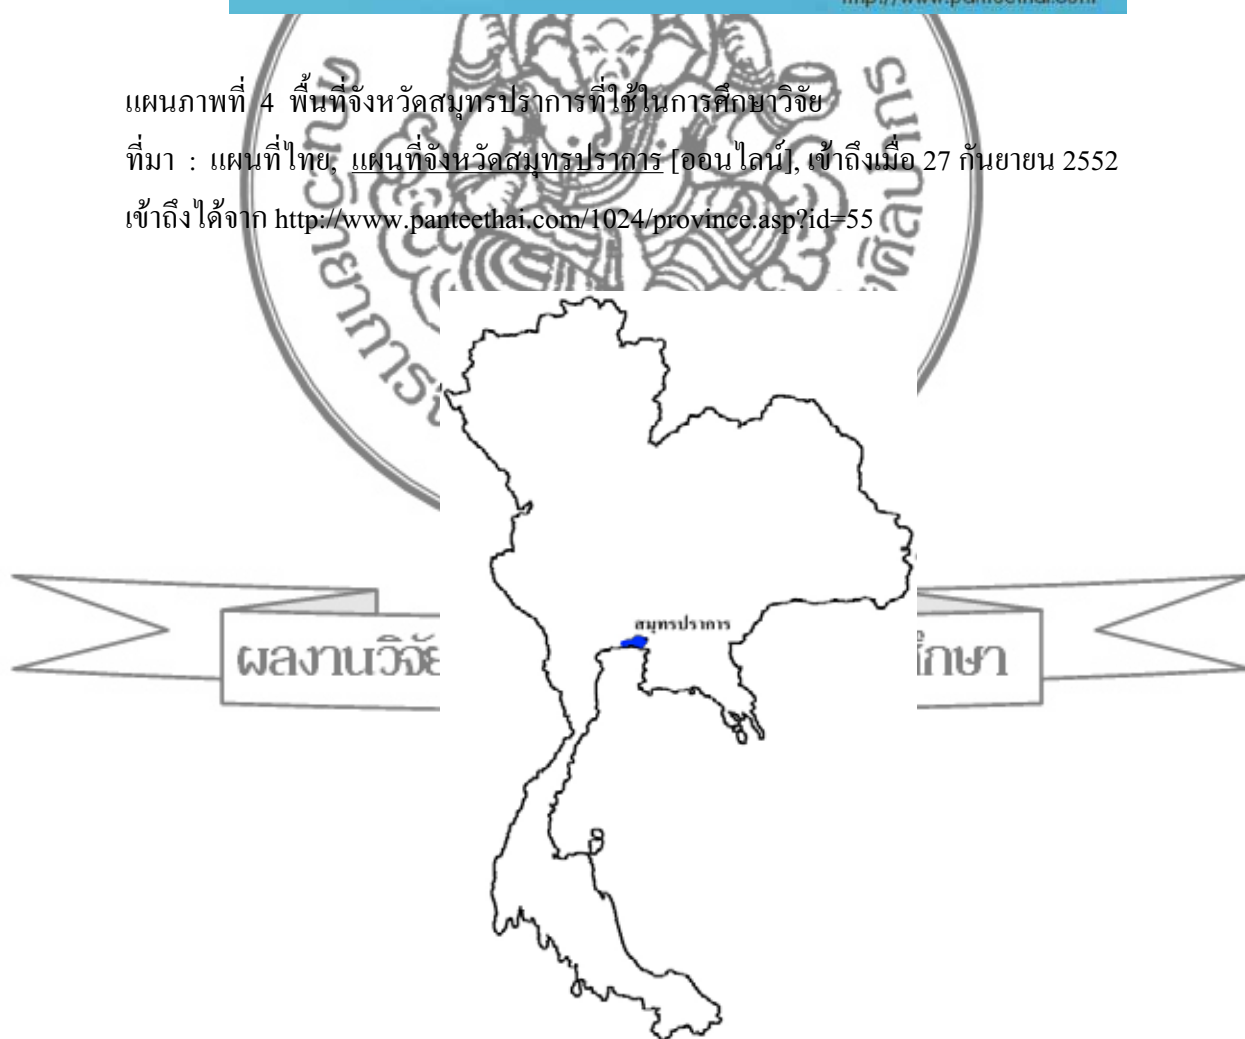 http://www.panteethai.com
แผนภาพที่ 4 พื้นที่จังหวัดสมุทรปราการที่ใช้ในการศึกษาวิจัย
ที่มา : แผนที่ไทย, แผนที่จังหวัดสมุทรปราการ [ออนไลน์], เข้าถึงเมื่อ 27 กันยายน 2552
เข้าถึงได้จาก http://www.panteethai.com/1024/province.asp?id=55
สมุทรปราการ
ผลงานวิจัย